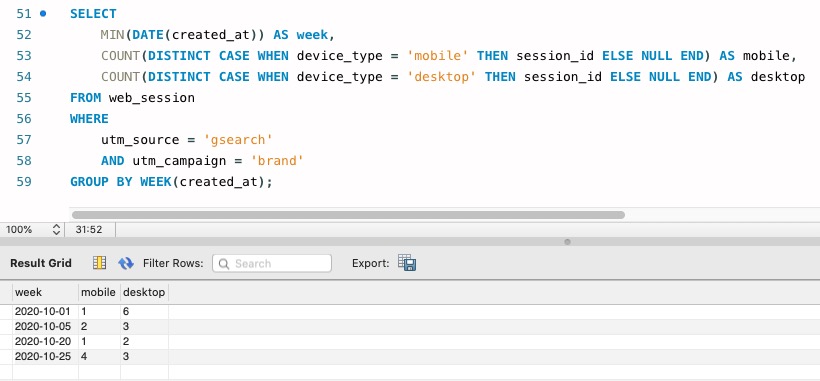 51 SELECT
52 MIN(DATE(created_at)) AS week,
53 COUNT(DISTINCT CASE WHEN device_type = 'mobile' THEN session_id ELSE NULL END) AS mobile,
54 COUNT(DISTINCT CASE WHEN device_type = 'desktop' THEN session_id ELSE NULL END) AS desktop
55 FROM web_session
56 WHERE
57 utm_source = 'gsearch'
58 AND utm_campaign = 'brand'
59 GROUP BY WEEK(created_at);
100% 31:52
Result Grid Filter Rows: Search Export:
week mobile desktop
2020-10-01 1 6
2020-10-05 2 3
2020-10-20 1 2
2020-10-25 4 3